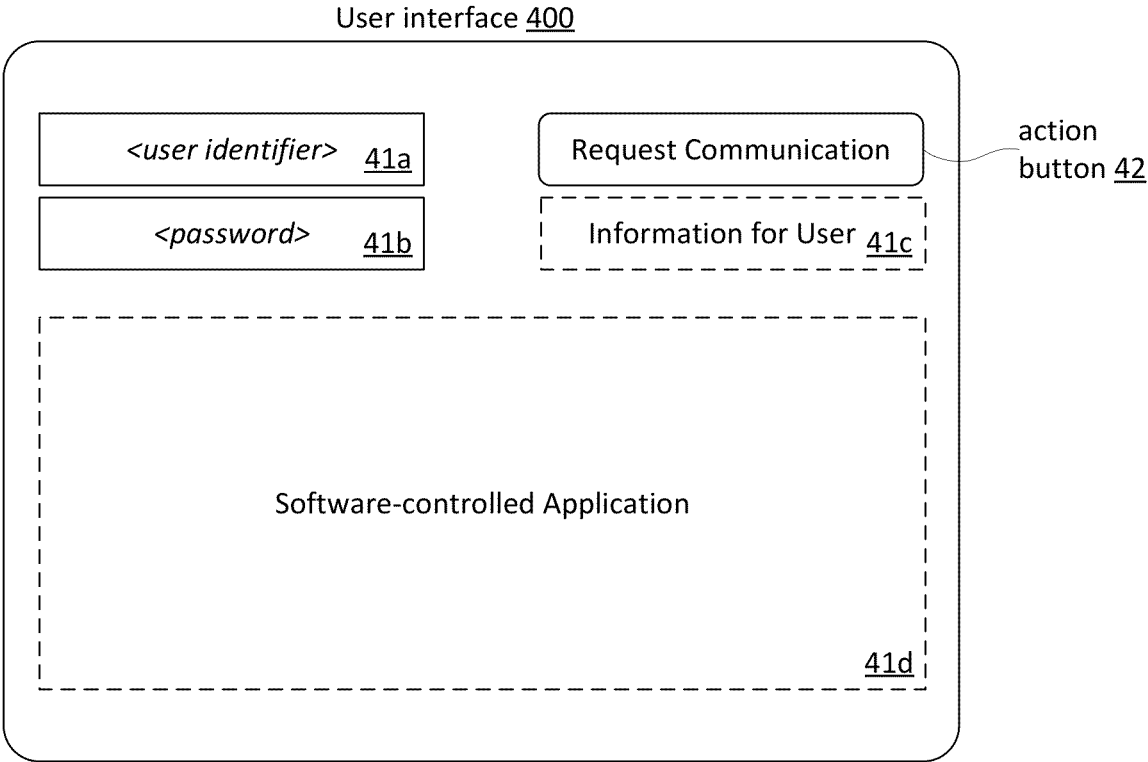 User interface 400
<user identifier> 41a
Request Communication
action
button 42
<password> 41b
Information for User 41c
Software-controlled Application
41d